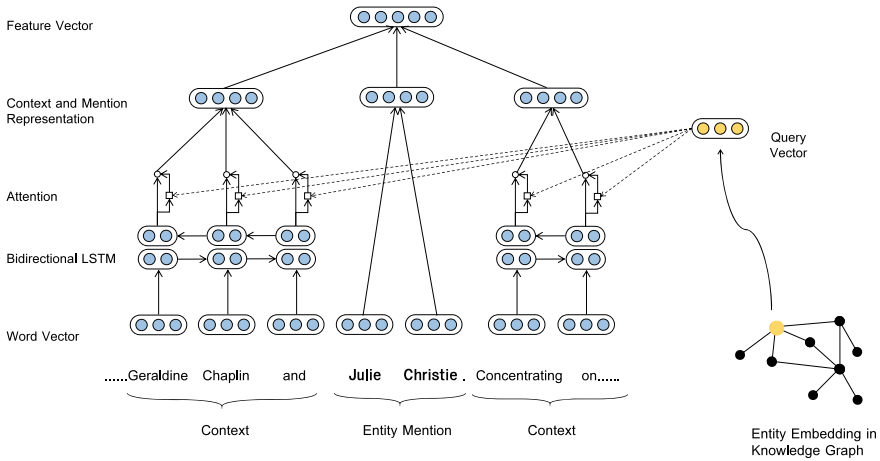 Feature Vector
Context and Mention
Representation
Query
Vector
Attention
Bidirectional LSTM
Word Vector
......Geraldine Chaplin and Julie Christie . Concentrating on......
Context Entity Mention Context
Entity Embedding in
Knowledge Graph